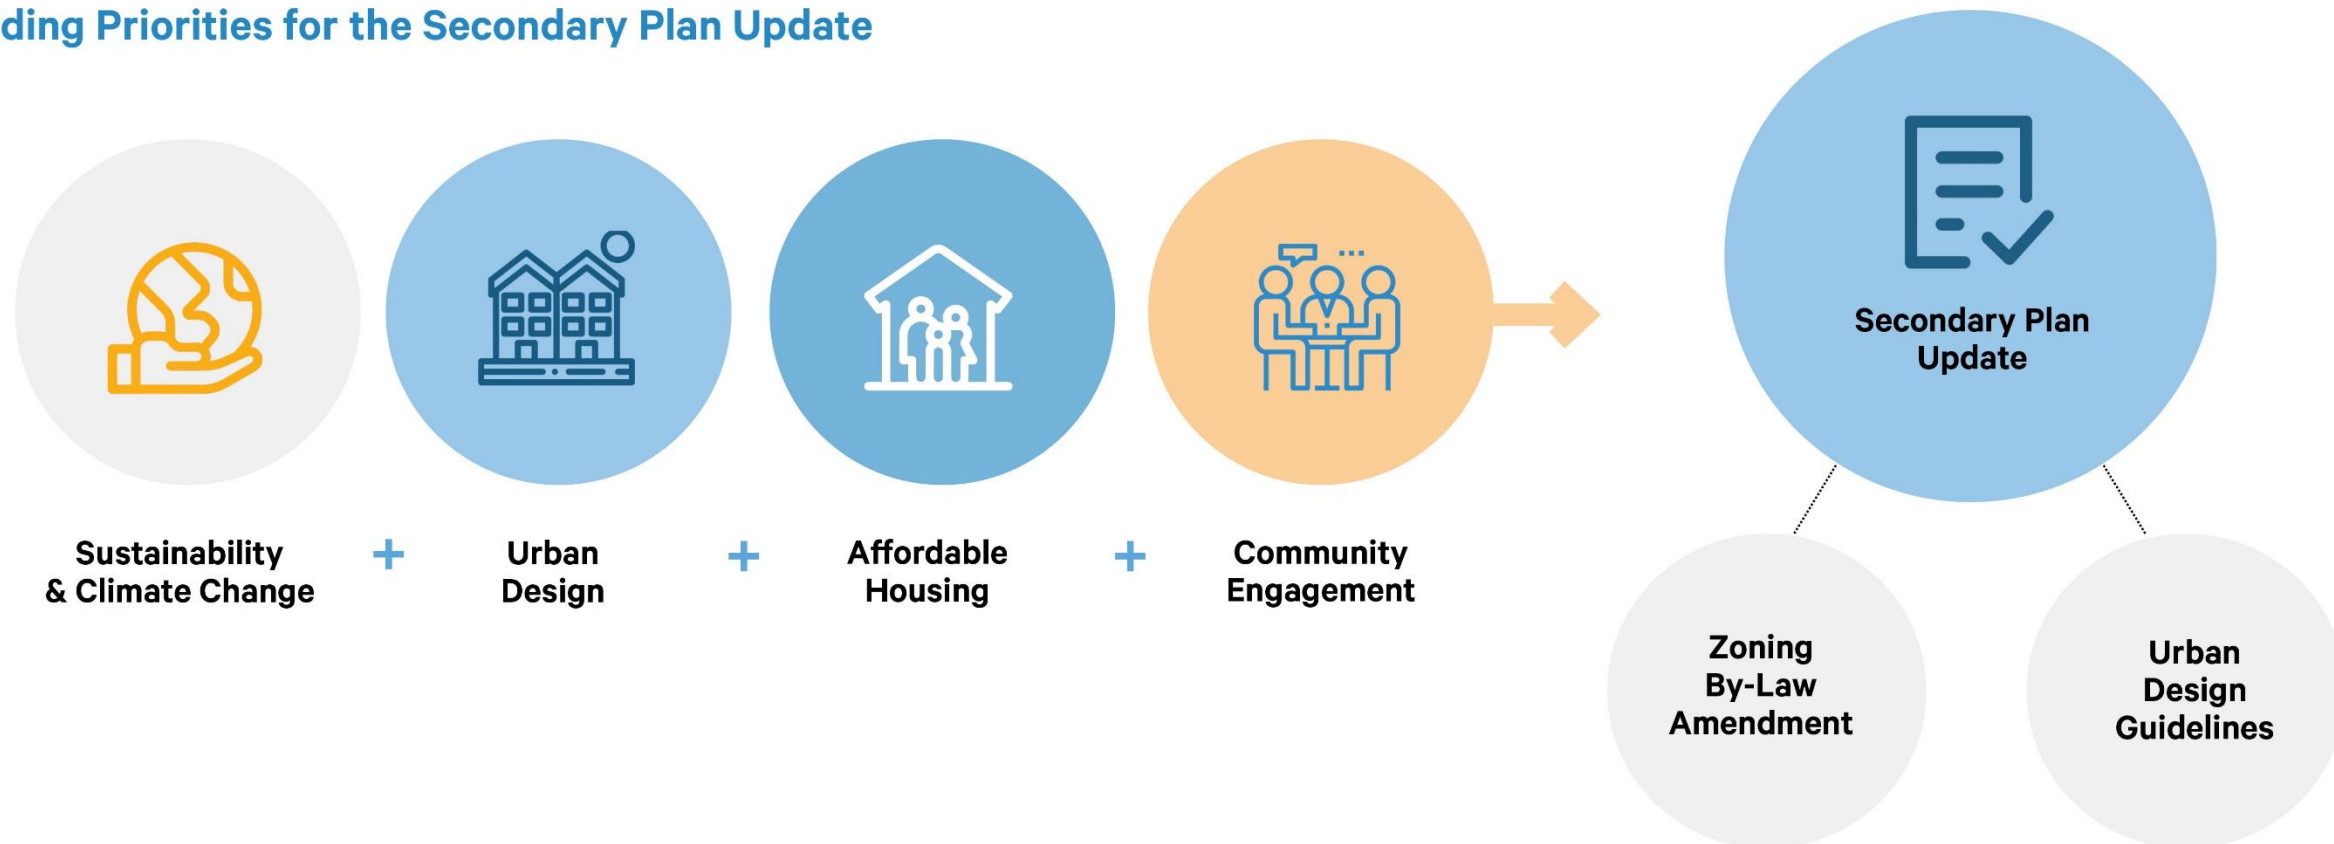 ding Priorities for the Secondary Plan Update
Sustainability
& Climate Change
+
Urban
Design
+
Affordable
Housing
+
Community
Engagement
Secondary Plan
Update
Zoning
By-Law
Amendment
Urban
Design
Guidelines